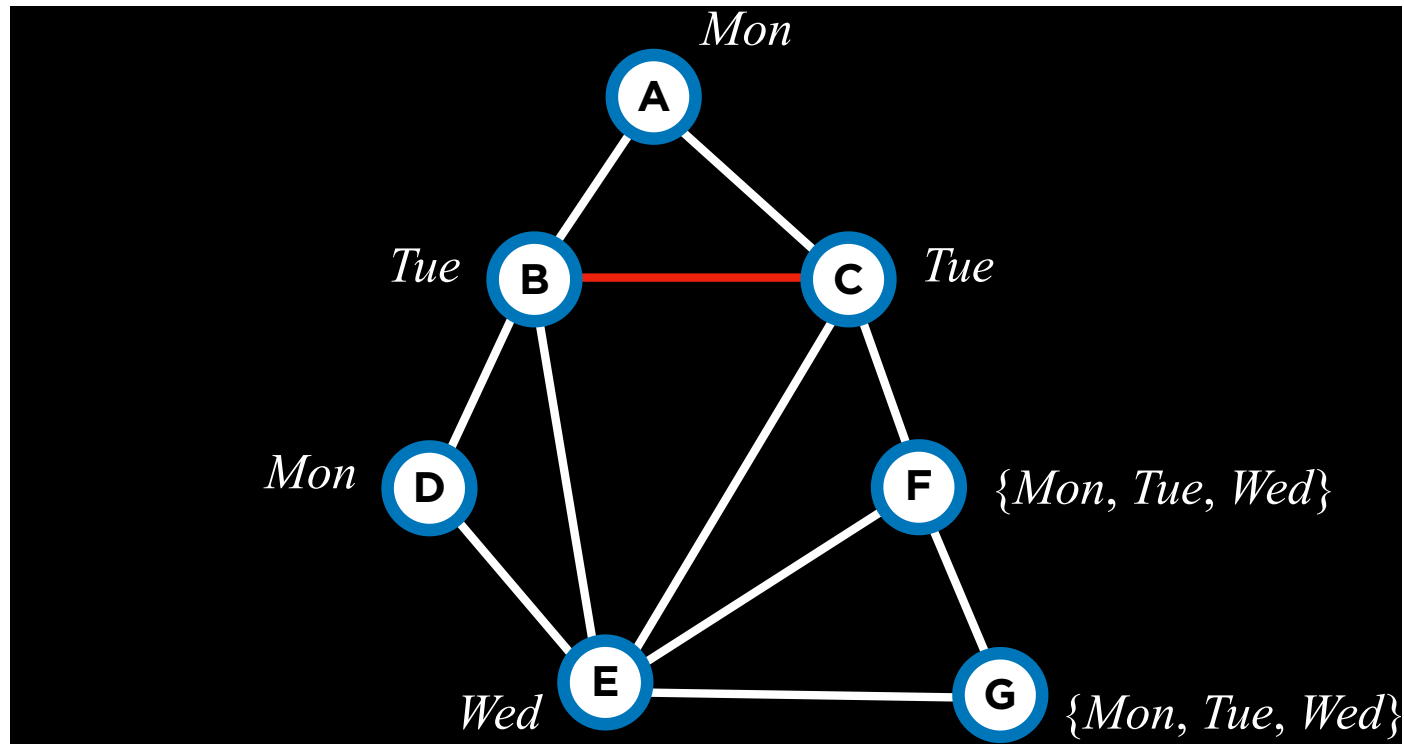 Mon
A
Tue B C Tue
Mon D F {Mon, Tue, Wed}
Wed E G {Mon, Tue, Wed}